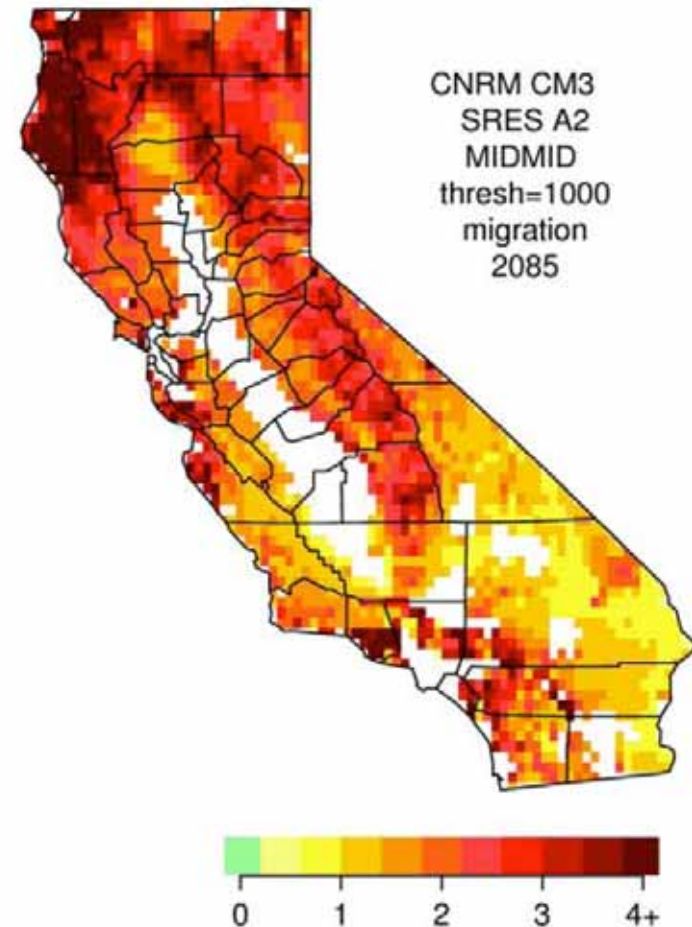 CNRM CM3
SRES A2
MIDMID
thresh=1000
migration
2085
0 1 2 3 4+